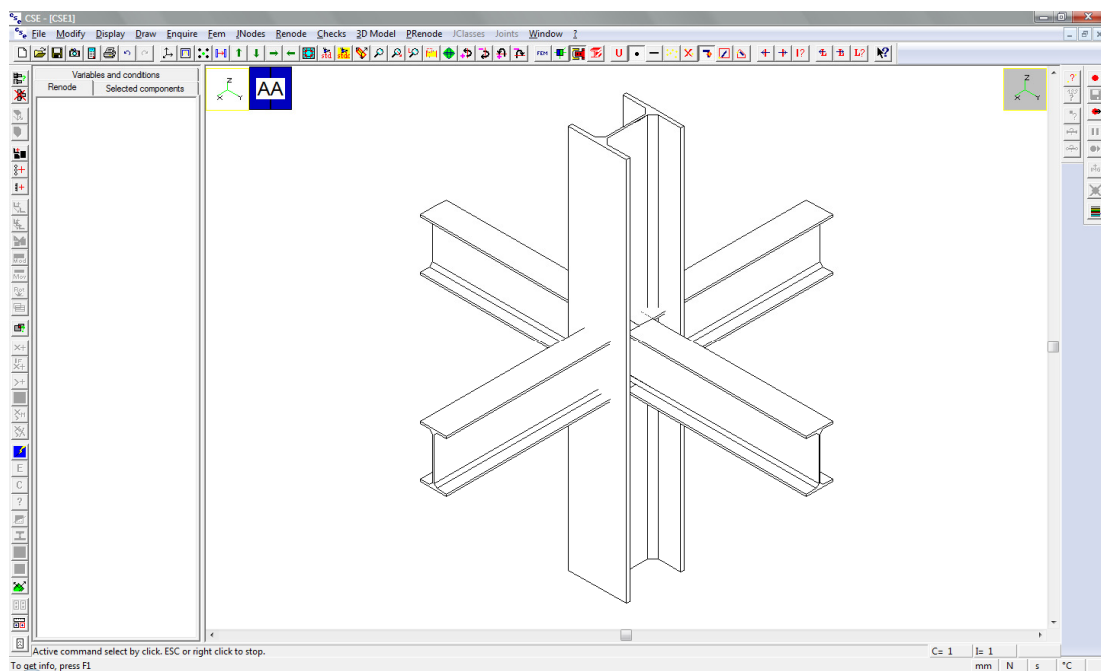 CSE - [CSE1]
File Modify Display Draw Enquire Fem JNodes Renode Checks 3D Model PRenode JClasses Joints Window ?
Variables and conditions
Renode Selected components
AA
Z
X Y
Z
X Y
E
C
?
Active command select by click. ESC or right click to stop.
C= 1 I= 1
To get info, press F1
mm N s °C